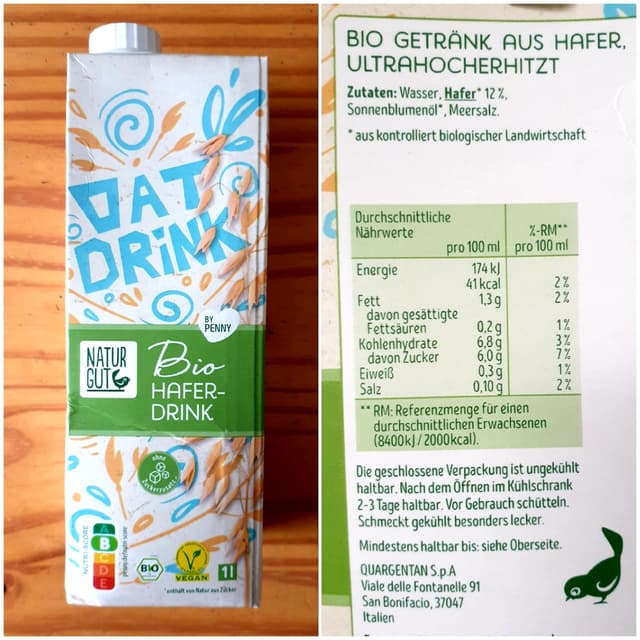 OAT
DRINK
BY
PENNY
NATUR
GUT
Bio
HAFER-
DRINK
ohne
Zuckerzusatz*
NUTRI-SCORE
A
B
C
D
E
BIO
V
VEGAN
1l
*enthält von Natur aus Zucker
BIO GETRÄNK AUS HAFER,
ULTRAHOCHERHITZT
Zutaten: Wasser, Hafer* 12 %,
Sonnenblumenöl*, Meersalz.
* aus kontrolliert biologischer Landwirtschaft
Durchschnittliche
Nährwerte
pro 100 ml
%-RM**
pro 100 ml
Energie 174 kJ
41 kcal 2 %
Fett 1,3 g 2 %
davon gesättigte
Fettsäuren 0,2 g 1 %
Kohlenhydrate 6,8 g 3 %
davon Zucker 6,0 g 7 %
Eiweiß 0,3 g 1 %
Salz 0,10 g 2 %
** RM: Referenzmenge für einen
durchschnittlichen Erwachsenen
(8400 kJ / 2000 kcal).
Die geschlossene Verpackung ist ungekühlt
haltbar. Nach dem Öffnen im Kühlschrank
2-3 Tage haltbar. Vor Gebrauch schütteln.
Schmeckt gekühlt besonders lecker.
Mindestens haltbar bis: siehe Oberseite.
QUARGENTAN S.p.A
Viale delle Fontanelle 91
San Bonifacio, 37047
Italien